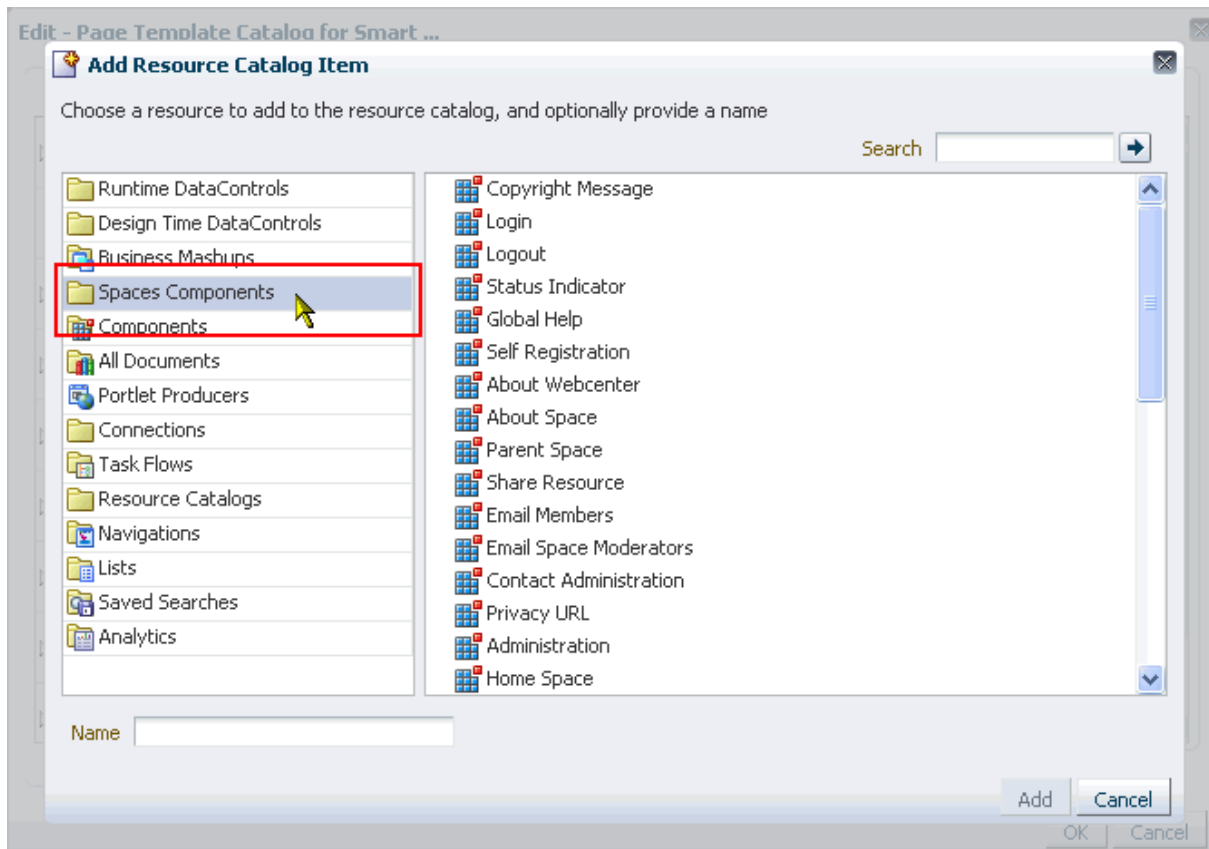 Edit - Page Template Catalog for Smart ...
Add Resource Catalog Item
Choose a resource to add to the resource catalog, and optionally provide a name
Search
Runtime DataControls
Design Time DataControls
Business Mashups
Spaces Components
Components
All Documents
Portlet Producers
Connections
Task Flows
Resource Catalogs
Navigations
Lists
Saved Searches
Analytics
Copyright Message
Login
Logout
Status Indicator
Global Help
Self Registration
About Webcenter
About Space
Parent Space
Share Resource
Email Members
Email Space Moderators
Contact Administration
Privacy URL
Administration
Home Space
Name
Add Cancel
OK Cancel